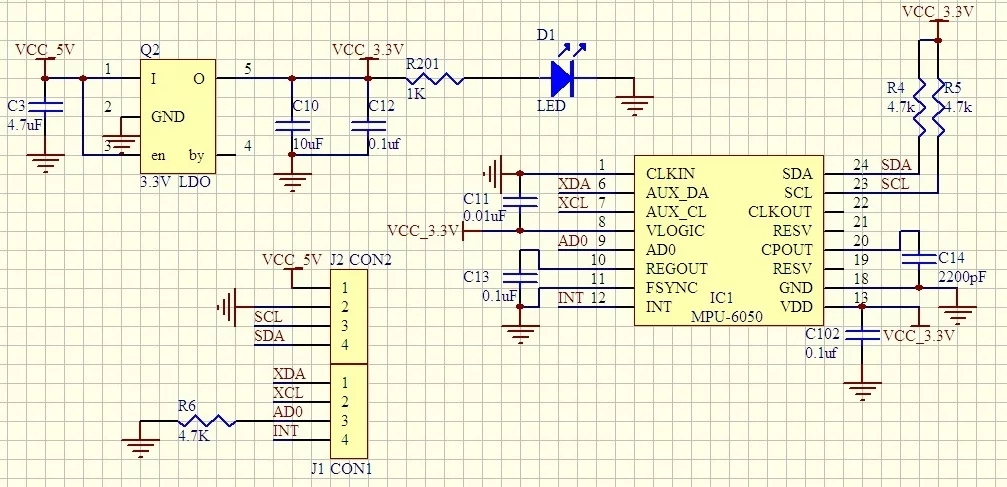 VCC_5V
Q2
VCC_3.3V
D1
VCC_3.3V
1 I O 5
R201
1K
LED
C3
4.7uF
2 GND
C10
10uF
C12
0.1uf
R4
4.7k
R5
4.7k
3 en by 4
3.3V LDO
1 CLKIN SDA 24 SDA
XDA 6 AUX_DA SCL 23 SCL
XCL 7 AUX_CL CLKOUT 22
8 VLOGIC RESV 21
AD0 9 AD0 CPOUT 20
10 REGOUT RESV 19
11 FSYNC GND 18
INT 12 INT VDD 13
IC1
MPU-6050
C11
0.01uF
VCC_3.3V
C13
0.1uF
C14
2200pF
C102
0.1uf
VCC_3.3V
VCC_5V
J2 CON2
1
2
SCL 3
SDA 4
XDA 1
XCL 2
R6
4.7K
AD0 3
INT 4
J1 CON1